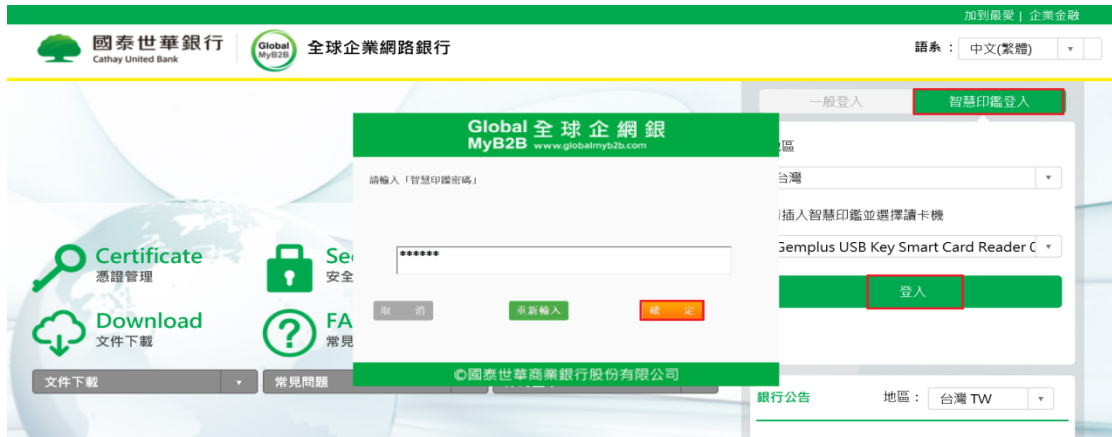 加到最愛 | 企業金融
國泰世華銀行
Cathay United Bank
Global
MyB2B
全球企業網路銀行
語系 : 中文(繁體)
一般登入
智慧印鑑登入
台灣
插入智慧印鑑並選擇讀卡機
Gemplus USB Key Smart Card Reader
登入
Global 全球企網銀
MyB2B www.globalmyb2b.com
請輸入「智慧印鑑密碼」
******
取 消
重新輸入
確 定
©國泰世華商業銀行股份有限公司
Certificate
憑證管理
Se
安全
Download
文件下載
FA
常見
文件下載
常見問題
銀行公告
地區 : 台灣 TW